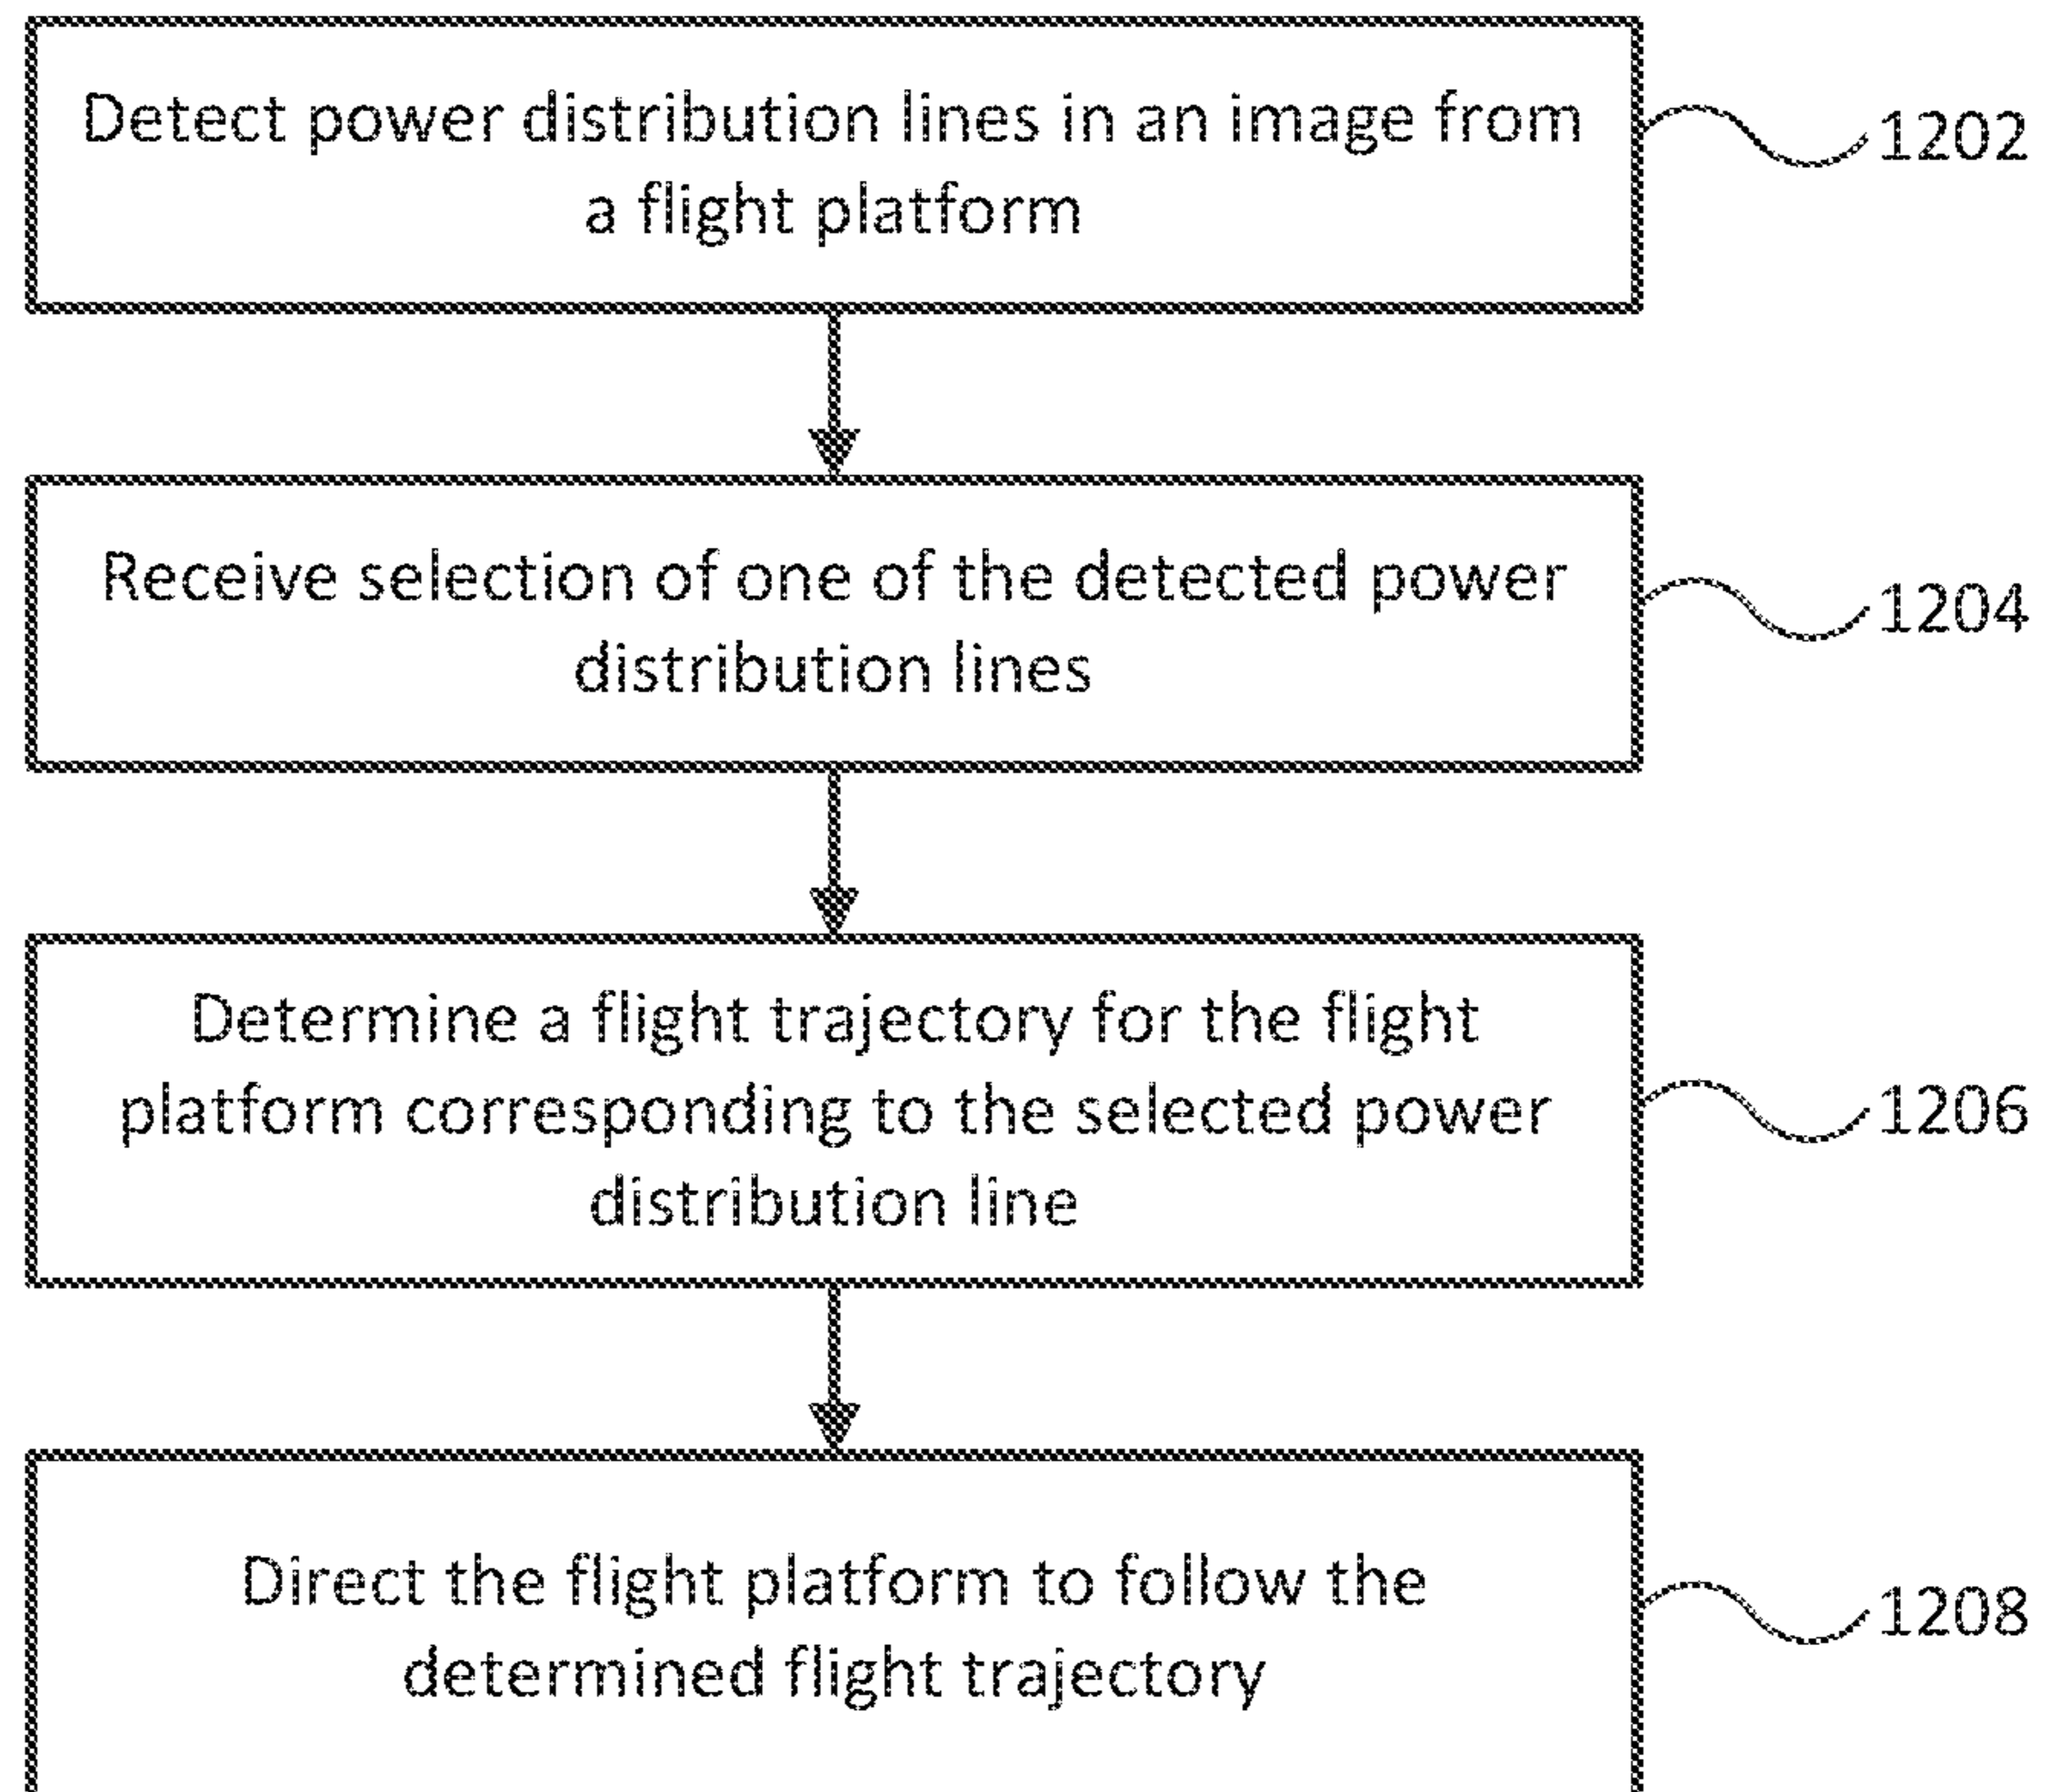 Detect power distribution lines in an image from
a flight platform
1202
Receive selection of one of the detected power
distribution lines
1204
Determine a flight trajectory for the flight
platform corresponding to the selected power
distribution line
1206
Direct the flight platform to follow the
determined flight trajectory
1208